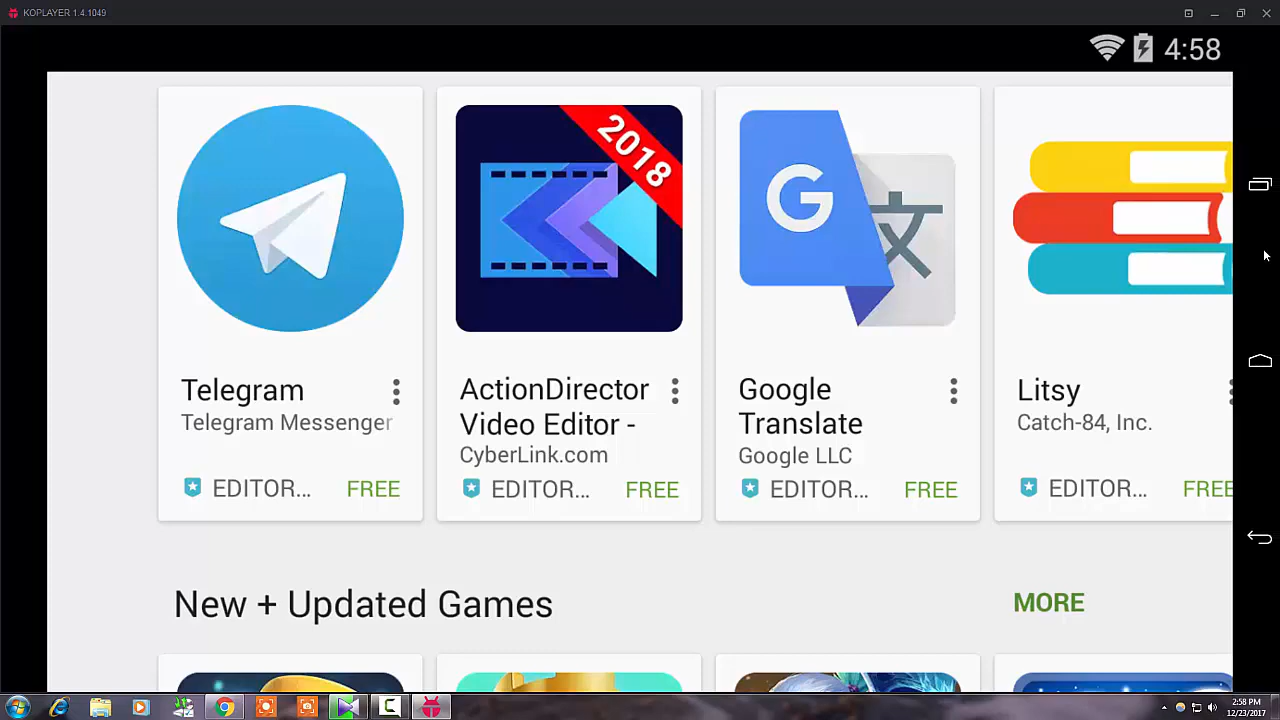 KOPLAYER 1.4.1049
4:58
2018
G
文
Telegram
Telegram Messenger
EDITOR... FREE
ActionDirector
Video Editor -
CyberLink.com
EDITOR... FREE
Google
Translate
Google LLC
EDITOR... FREE
Litsy
Catch-84, Inc.
EDITOR... FREE
New + Updated Games
MORE
2:58 PM
12/23/2017